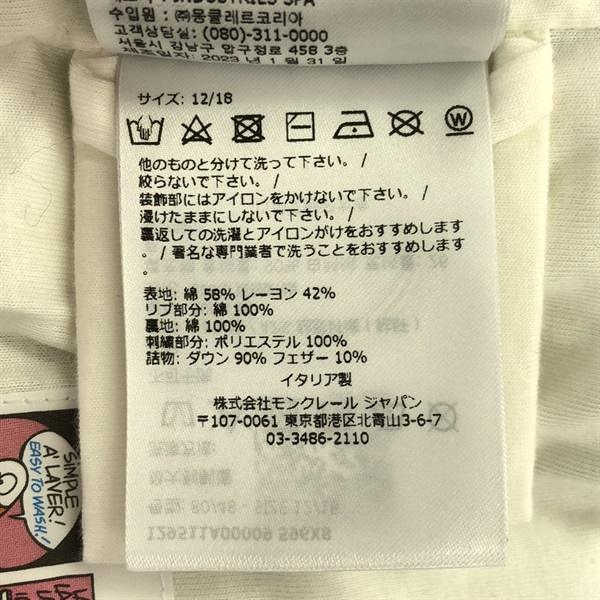 수입원 : ㈜몽클레르코리아
고객상담실: (080)-311-0000
서울시 강남구 압구정로 458 3층
제조일자: 2023 년 1 월 31 일
サイズ: 12/18
他のものと分けて洗って下さい。/
絞らないで下さい。/
装飾部にはアイロンをかけないで下さい。/
浸けたままにしないで下さい。/
裏返しての洗濯とアイロンがけをおすすめします
。/ 著名な専門業者で洗うことをおすすめします
。
表地: 綿 58% レーヨン 42%
リブ部分: 綿 100%
裏地: 綿 100%
刺繍部分: ポリエステル 100%
詰物: ダウン 90% フェザー 10%
イタリア製
株式会社モンクレール ジャパン
〒107-0061 東京都港区北青山3-6-7
03-3486-2110
SIMPLE
A' LAVER!
EASY TO WASH!